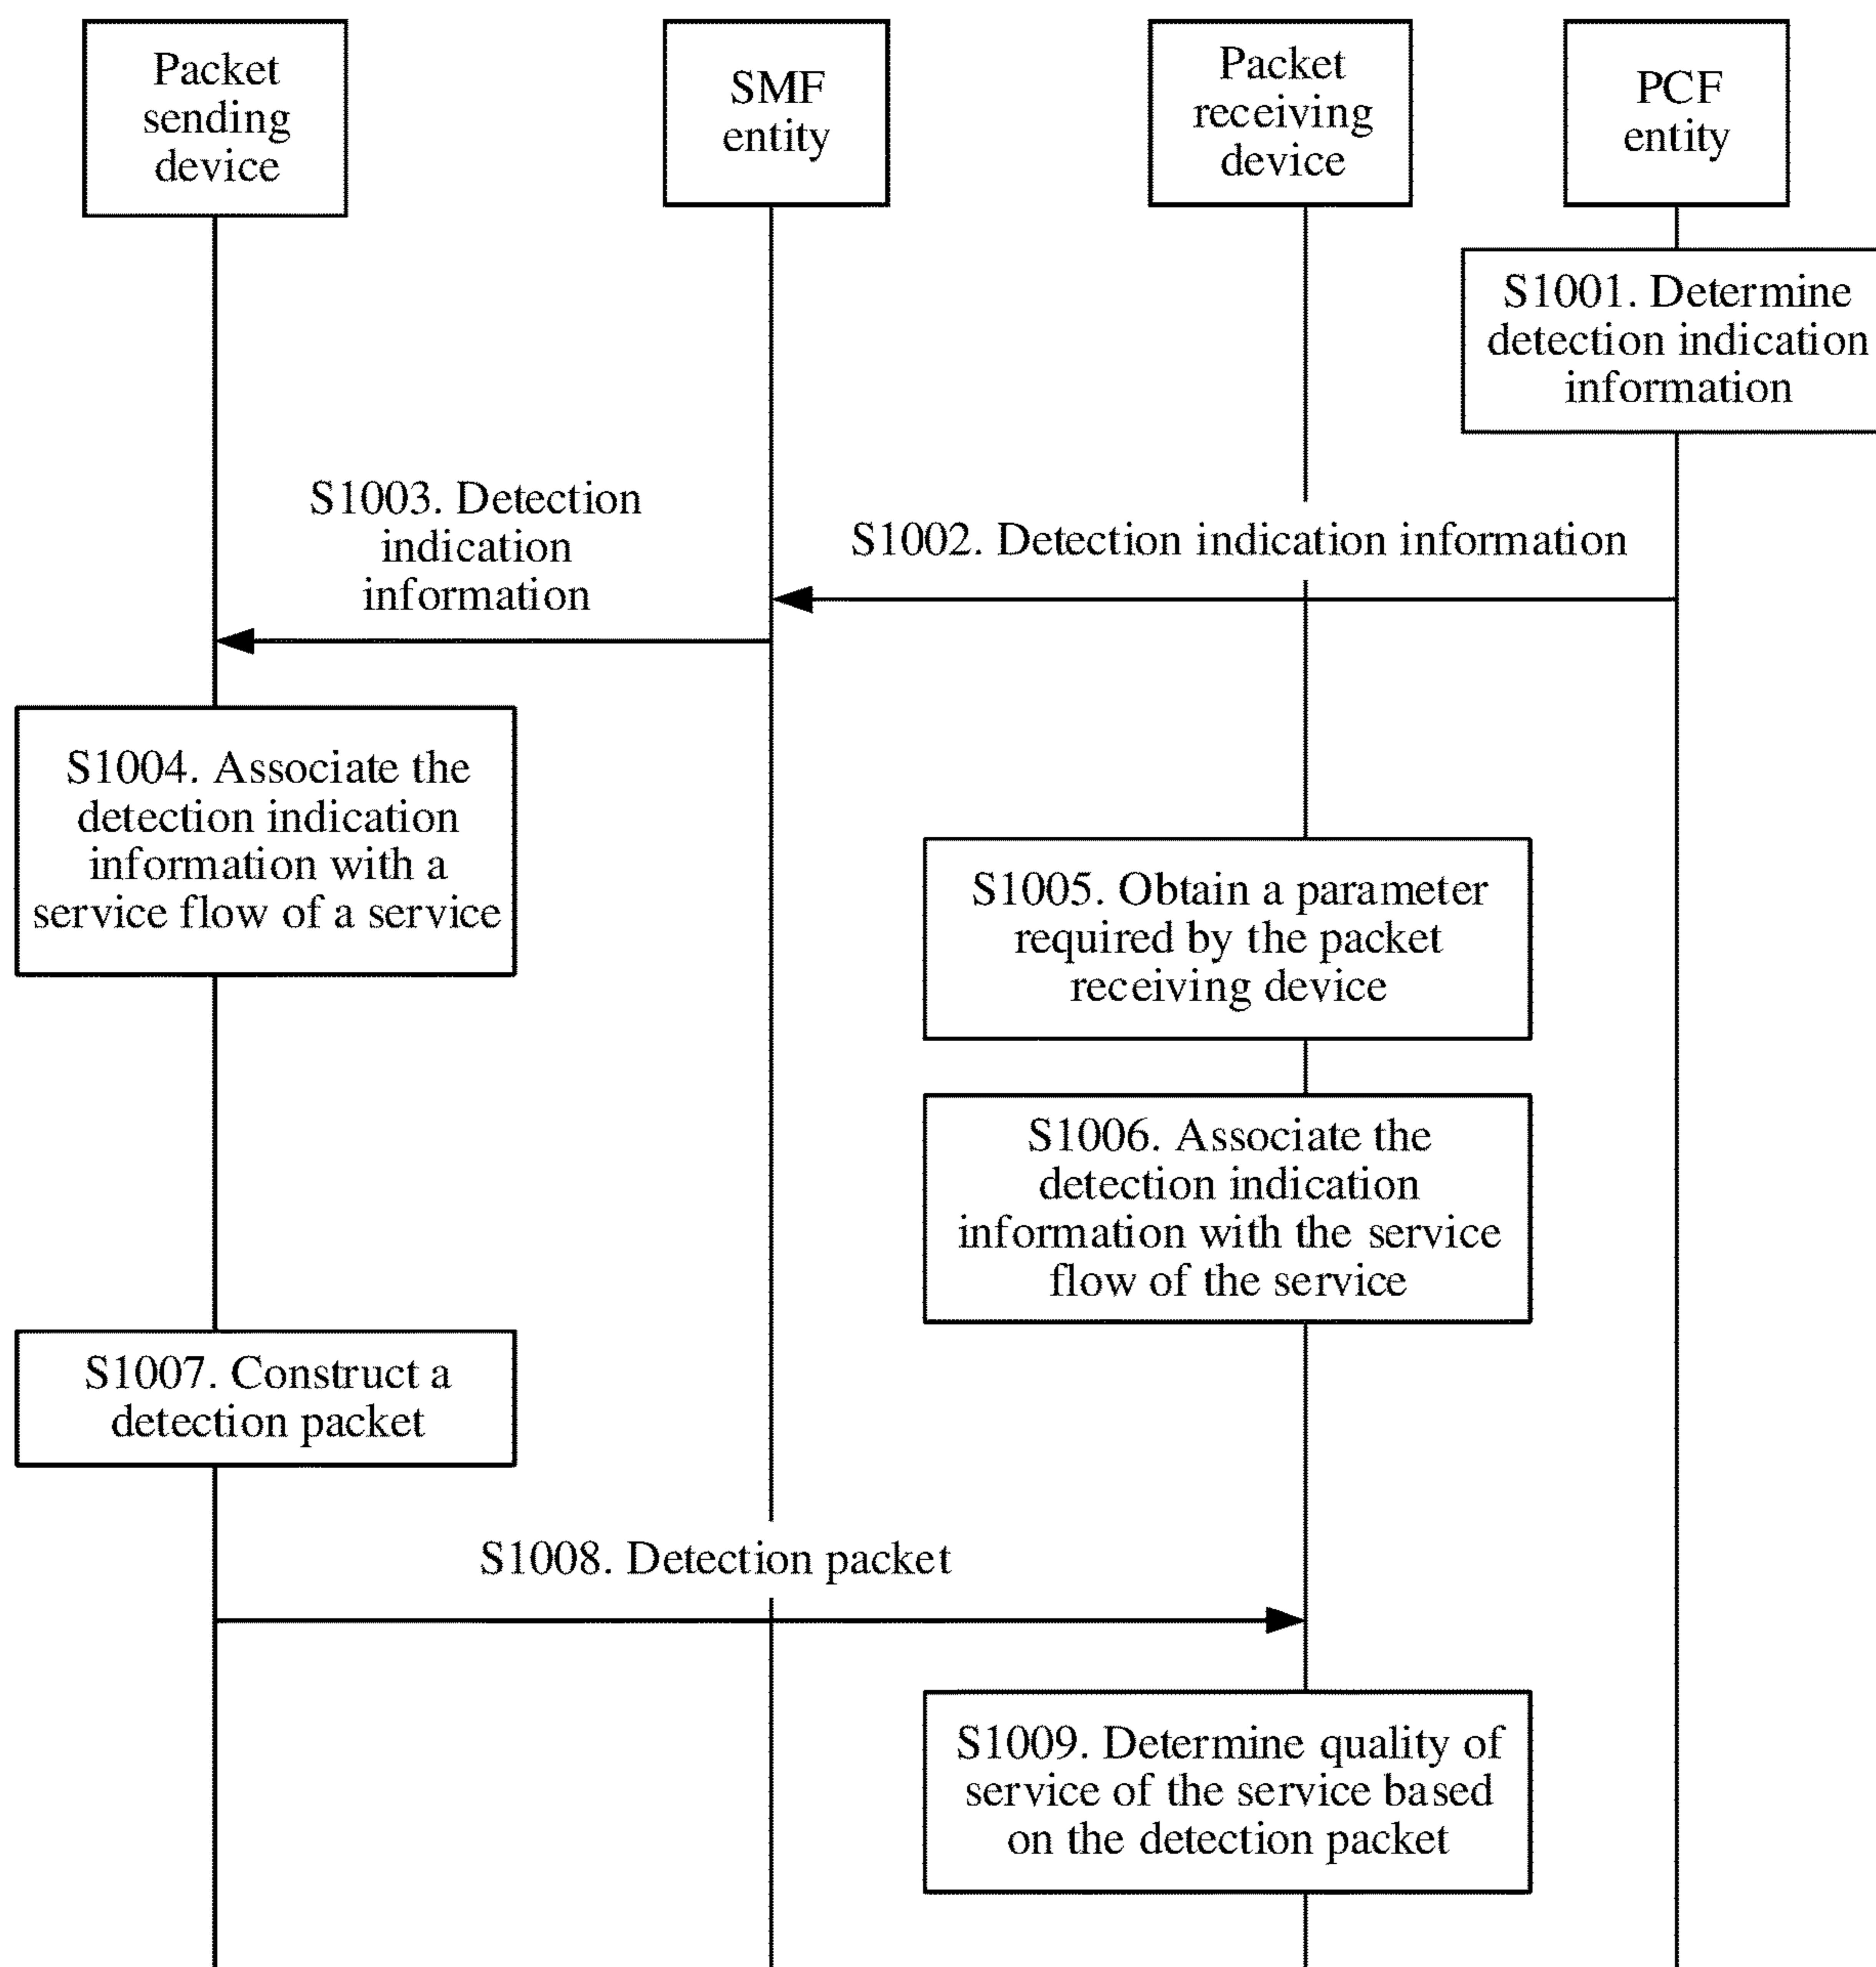 Packet
sending
device
SMF
entity
Packet
receiving
device
PCF
entity
S1001. Determine
detection indication
information
S1003. Detection
indication
information
S1002. Detection indication information
S1004. Associate the
detection indication
information with a
service flow of a service
S1005. Obtain a parameter
required by the packet
receiving device
S1006. Associate the
detection indication
information with the service
flow of the service
S1007. Construct a
detection packet
S1008. Detection packet
S1009. Determine quality of
service of the service based
on the detection packet